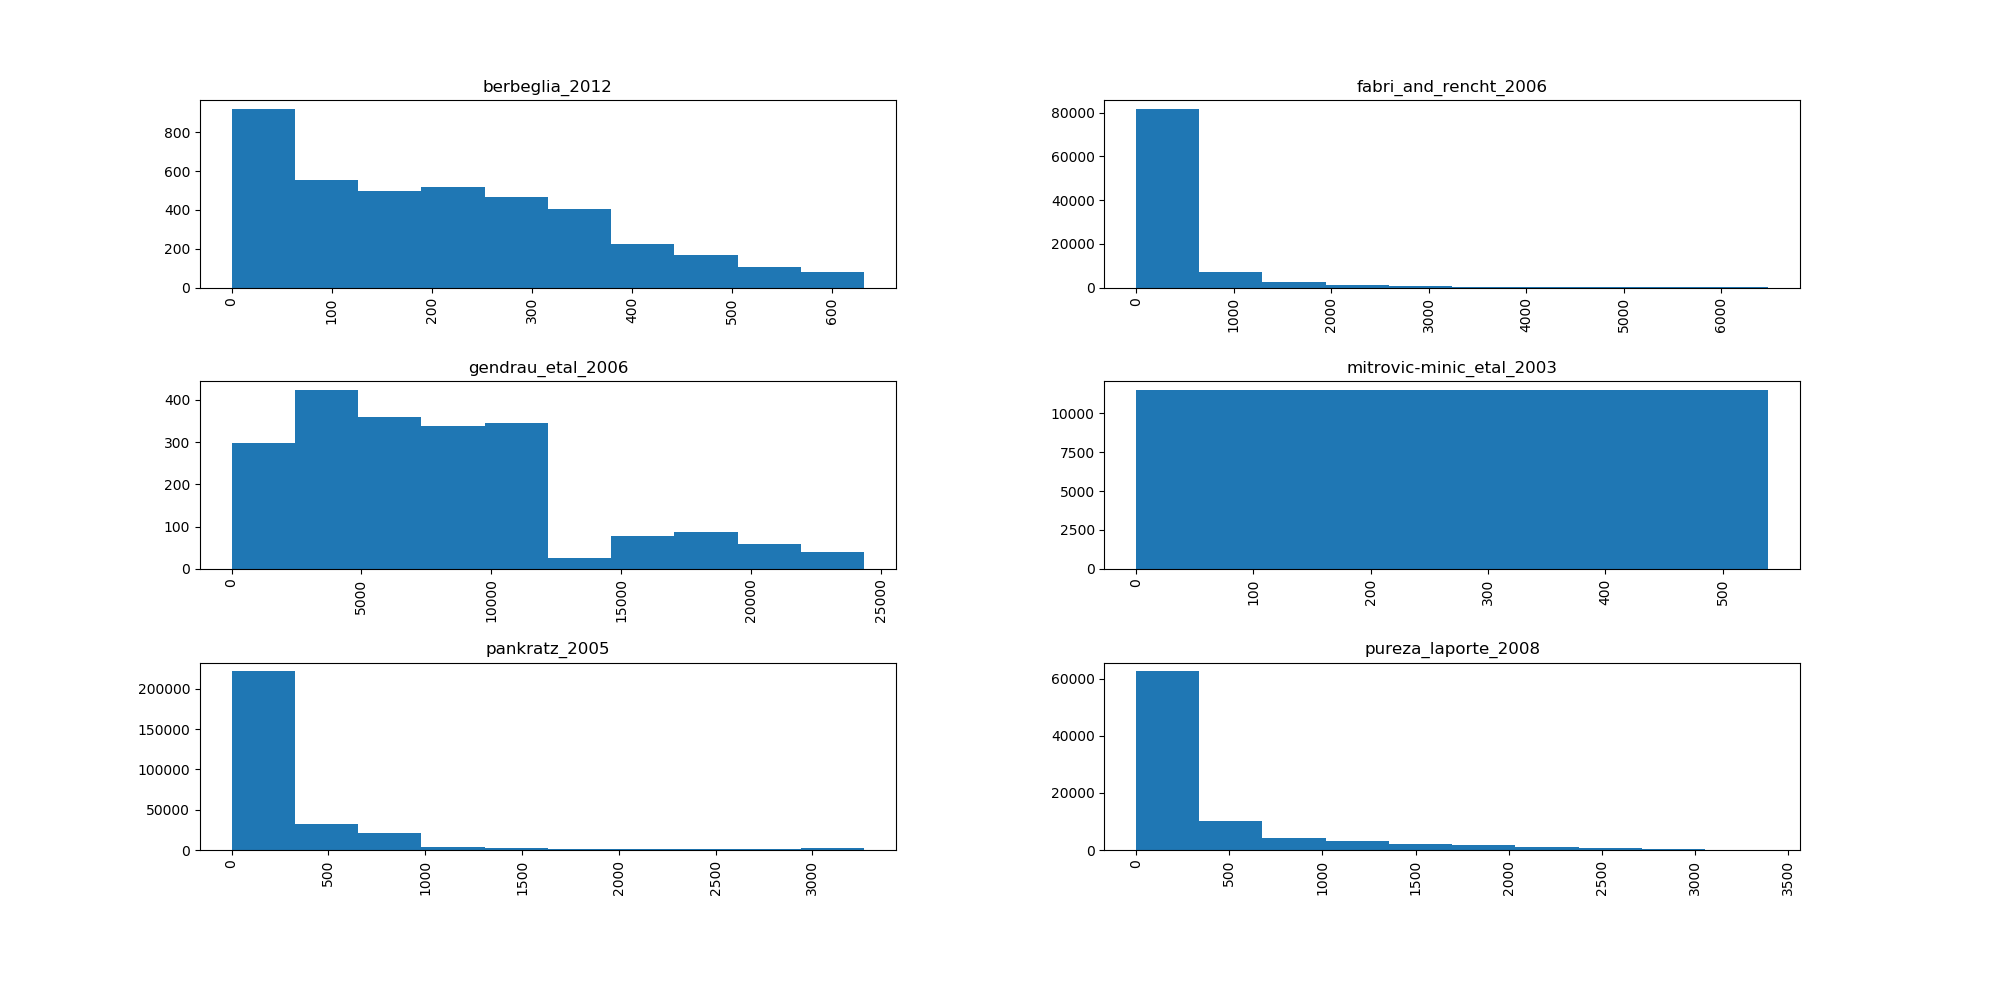 berbeglia_2012
800
600
400
200
0
0 100 200 300 400 500 600
fabri_and_rencht_2006
80000
60000
40000
20000
0
0 1000 2000 3000 4000 5000 6000
gendrau_etal_2006
400
300
200
100
0
0 5000 10000 15000 20000 25000
mitrovic-minic_etal_2003
10000
7500
5000
2500
0
0 100 200 300 400 500
pankratz_2005
200000
150000
100000
50000
0
0 500 1000 1500 2000 2500 3000
pureza_laporte_2008
60000
40000
20000
0
0 500 1000 1500 2000 2500 3000 3500